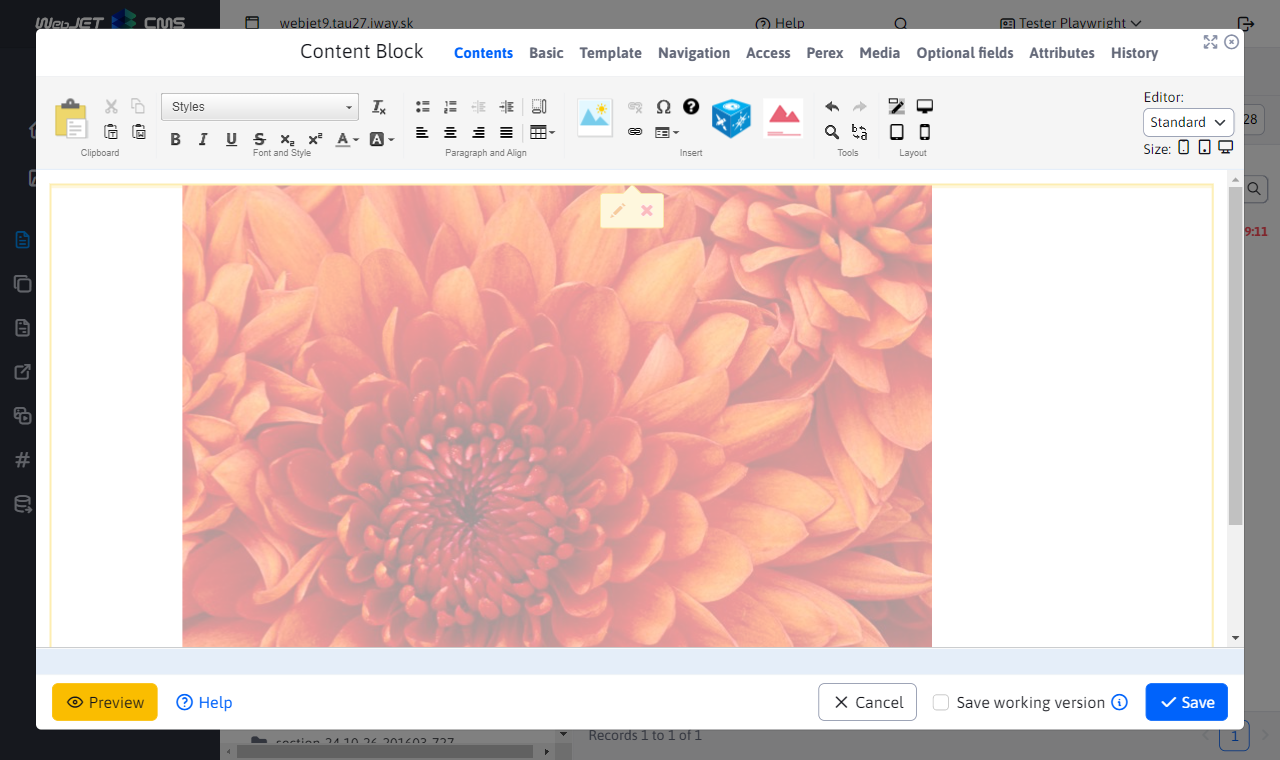 WebJET CMS
webjet9.tau27.iway.sk
Help
Tester Playwright
Content Block
Contents
Basic
Template
Navigation
Access
Perex
Media
Optional fields
Attributes
History
Styles
Clipboard
Font and Style
Paragraph and Align
Insert
Tools
Layout
Editor:
Standard
Size:
28
9:11
Preview
Help
Cancel
Save working version
Save
section-24.10.26-201603-727
Records 1 to 1 of 1
1